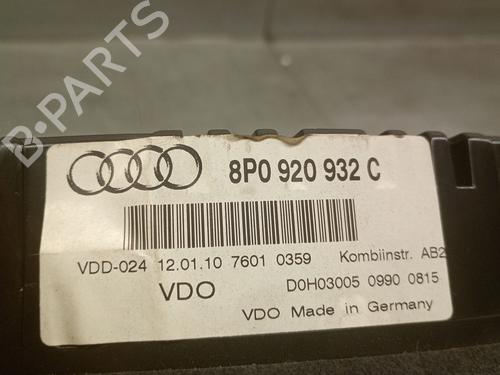 B-PARTS
8P0 920 932 C
VDD-024 12.01.10 7601 0359 Kombiinstr. AB2
VDO D0H03005 0990 0815
VDO Made in Germany